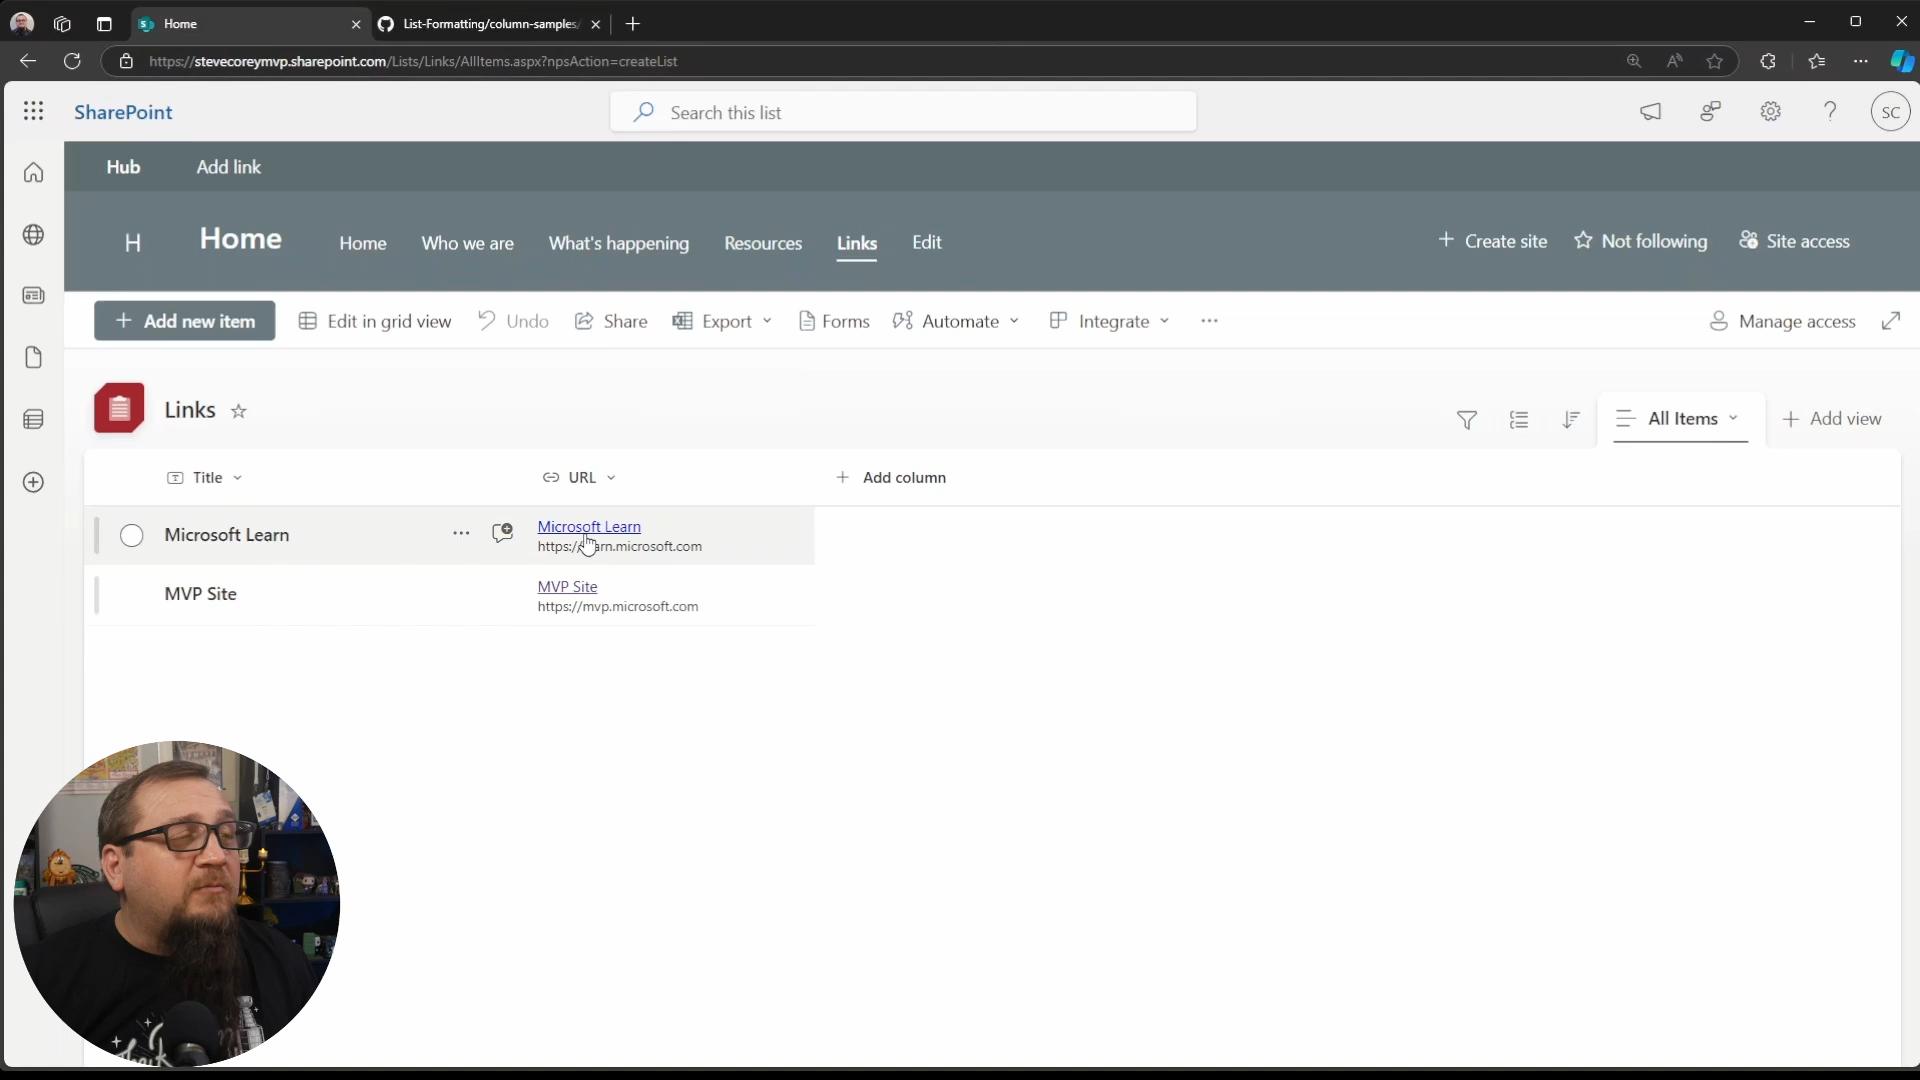 Home
List-Formatting/column-samples/
https://stevecoreymvp.sharepoint.com/Lists/Links/AllItems.aspx?npsAction=createList
SharePoint
Search this list
SC
Hub
Add link
H
Home
Home
Who we are
What's happening
Resources
Links
Edit
Create site
Not following
Site access
Add new item
Edit in grid view
Undo
Share
Export
Forms
Automate
Integrate
Manage access
Links
All Items
Add view
Title
URL
Add column
Microsoft Learn
Microsoft Learn
MVP Site
MVP Site
https://mvp.microsoft.com